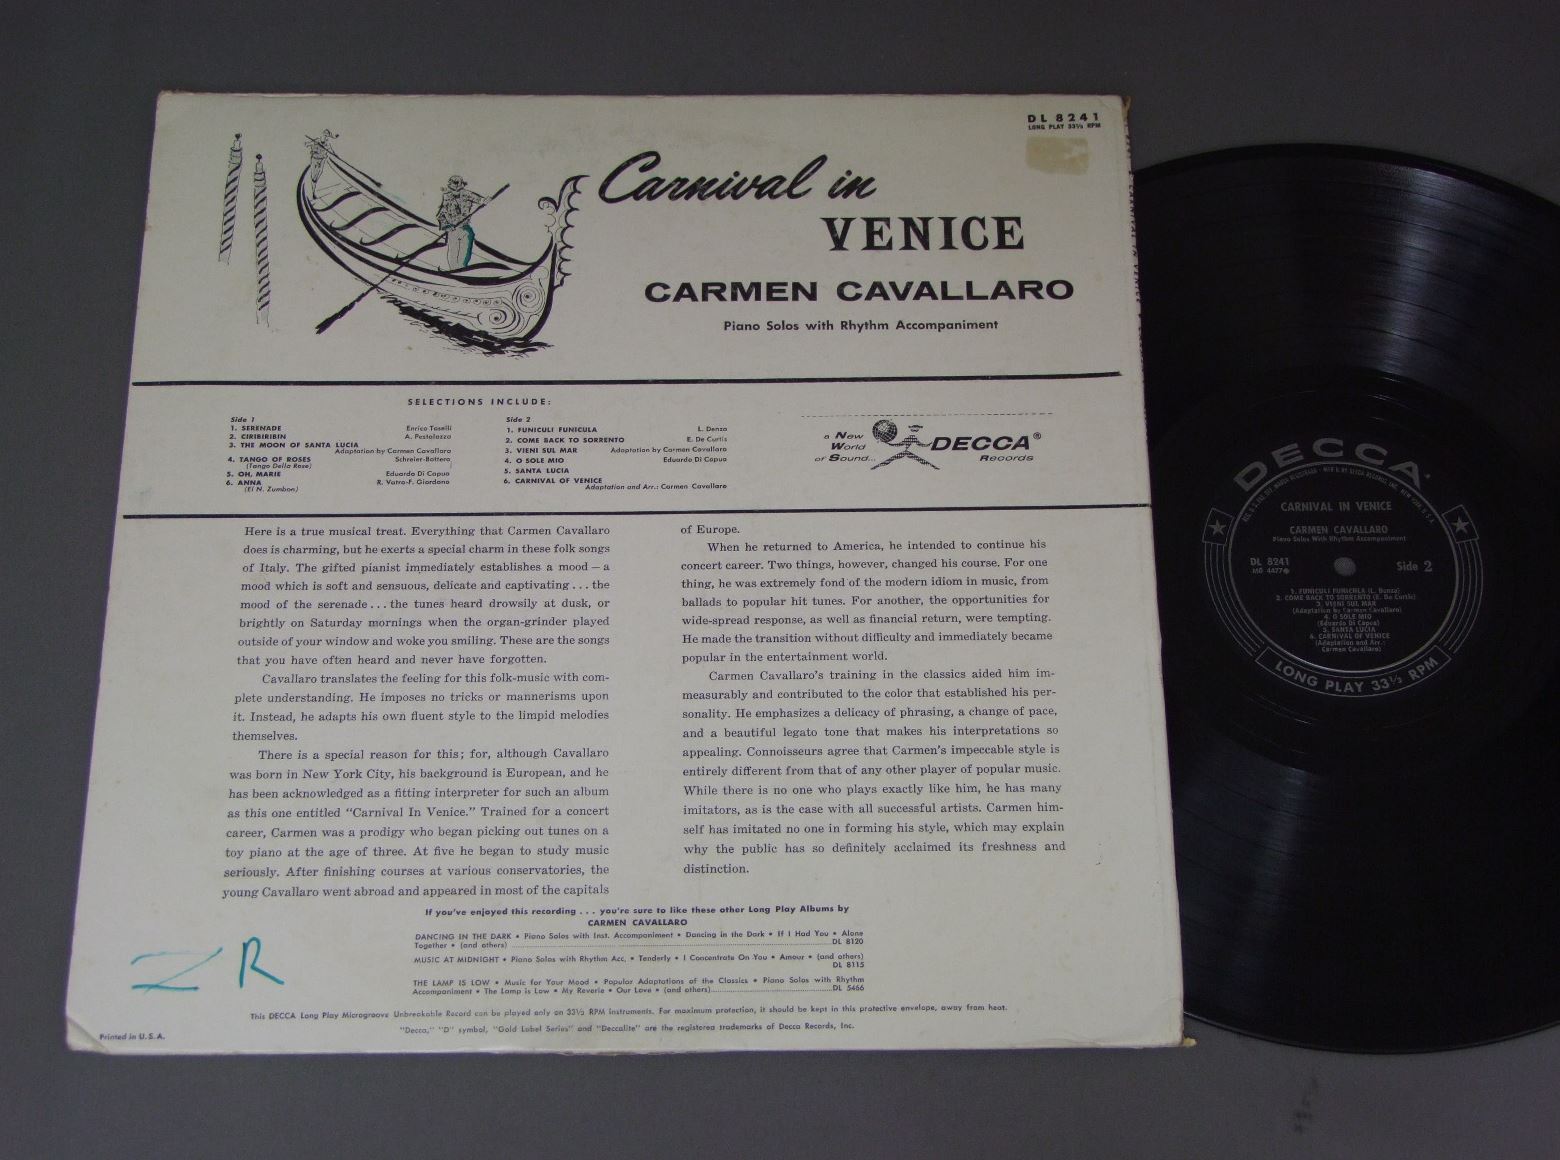 DL 8241
LONG PLAY 33⅓ RPM
Carnival in
VENICE
CARMEN CAVALLARO
Piano Solos with Rhythm Accompaniment
SELECTIONS INCLUDE:
Side 1
1. SERENADE Enrico Toselli
2. CIRIBIRIBIN A. Pestalozza
3. THE MOON OF SANTA LUCIA
Adaptation by Carmen Cavallaro
4. TANGO OF ROSES Schreier-Bottero
(Tango Della Rose)
5. OH, MARIE Eduardo Di Capua
6. ANNA R. Vatro-F. Giordano
(El N. Zumbon)
Side 2
1. FUNICULI FUNICULA L. Denza
2. COME BACK TO SORRENTO E. De Curtis
3. VIENI SUL MAR Adaptation by Carmen Cavallaro
4. O SOLE MIO Eduardo Di Capua
5. SANTA LUCIA
6. CARNIVAL OF VENICE
Adaptation and Arr.: Carmen Cavallaro
a New
World
of Sound...
DECCA®
Records
Here is a true musical treat. Everything that Carmen Cavallaro
does is charming, but he exerts a special charm in these folk songs
of Italy. The gifted pianist immediately establishes a mood — a
mood which is soft and sensuous, delicate and captivating . . . the
mood of the serenade . . . the tunes heard drowsily at dusk, or
brightly on Saturday mornings when the organ-grinder played
outside of your window and woke you smiling. These are the songs
that you have often heard and never have forgotten.
Cavallaro translates the feeling for this folk-music with com-
plete understanding. He imposes no tricks or mannerisms upon
it. Instead, he adapts his own fluent style to the limpid melodies
themselves.
There is a special reason for this; for, although Cavallaro
was born in New York City, his background is European, and he
has been acknowledged as a fitting interpreter for such an album
as this one entitled "Carnival In Venice." Trained for a concert
career, Carmen was a prodigy who began picking out tunes on a
toy piano at the age of three. At five he began to study music
seriously. After finishing courses at various conservatories, the
young Cavallaro went abroad and appeared in most of the capitals
of Europe.
When he returned to America, he intended to continue his
concert career. Two things, however, changed his course. For one
thing, he was extremely fond of the modern idiom in music, from
ballads to popular hit tunes. For another, the opportunities for
wide-spread response, as well as financial return, were tempting.
He made the transition without difficulty and immediately became
popular in the entertainment world.
Carmen Cavallaro's training in the classics aided him im-
measurably and contributed to the color that established his per-
sonality. He emphasizes a delicacy of phrasing, a change of pace,
and a beautiful legato tone that makes his interpretations so
appealing. Connoisseurs agree that Carmen's impeccable style is
entirely different from that of any other player of popular music.
While there is no one who plays exactly like him, he has many
imitators, as is the case with all successful artists. Carmen him-
self has imitated no one in forming his style, which may explain
why the public has so definitely acclaimed its freshness and
distinction.
If you've enjoyed this recording . . . you're sure to like these other Long Play Albums by
CARMEN CAVALLARO
DANCING IN THE DARK • Piano Solos with Inst. Accompaniment • Dancing in the Dark • If I Had You • Alone
Together • (and others) DL 8120
MUSIC AT MIDNIGHT • Piano Solos with Rhythm Acc. • Tenderly • I Concentrate On You • Amour • (and others)
DL 8115
THE LAMP IS LOW • Music for Your Mood • Popular Adaptations of the Classics • Piano Solos with Rhythm
Accompaniment • The Lamp is Low • My Reverie • Our Love • (and others) DL 5466
This DECCA Long Play Microgroove Unbreakable Record can be played only on 33⅓ RPM instruments. For maximum protection, it should be kept in this protective envelope, away from heat.
"Decca," "D" symbol, "Gold Label Series" and "Deccalite" are the registered trademarks of Decca Records, Inc.
Printed in U.S.A.
ZR
DECCA
CARNIVAL IN VENICE
CARMEN CAVALLARO
Piano Solos With Rhythm Accompaniment
DL 8241
MG 4477
Side 2
1. FUNICULI FUNICULA (L. Denza)
2. COME BACK TO SORRENTO (E. De Curtis)
3. VIENI SUL MAR
(Adaptation by Carmen Cavallaro)
4. O SOLE MIO
(Eduardo Di Capua)
5. SANTA LUCIA
6. CARNIVAL OF VENICE
(Adaptation and Arr.:
Carmen Cavallaro)
LONG PLAY 33⅓ RPM